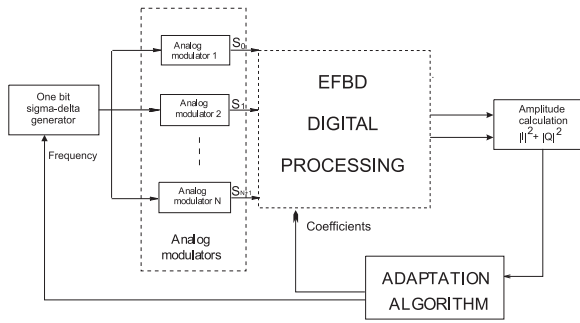 One bit
sigma-delta
generator
Frequency
Analog
modulator 1
Analog
modulator 2
Analog
modulator N
Analog
modulators
S0
S1
SN-1
EFBD
DIGITAL
PROCESSING
Coefficients
Amplitude
calculation
|I|²+ |Q|²
ADAPTATION
ALGORITHM